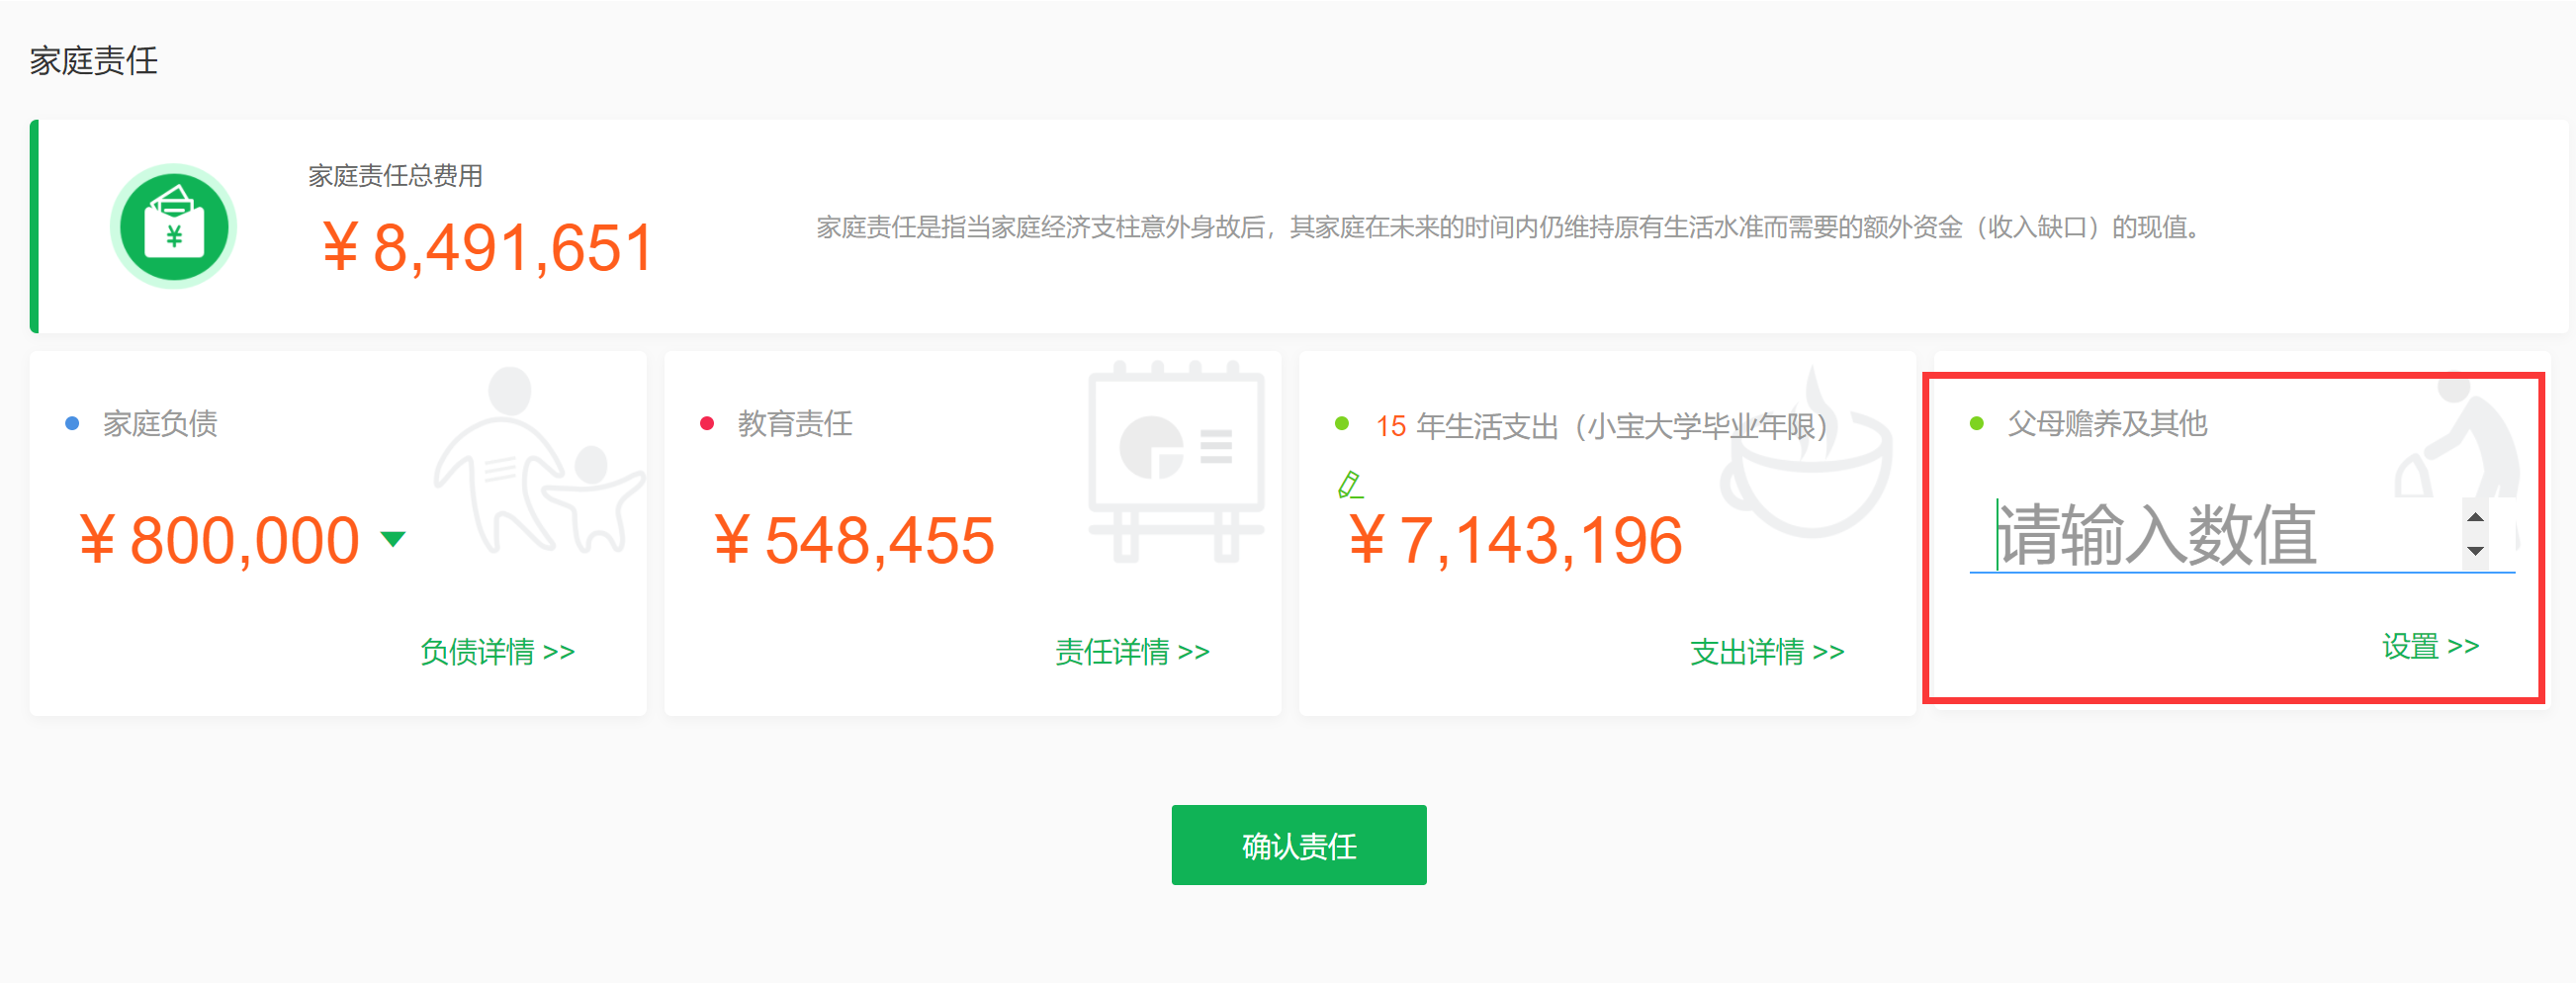 家庭责任
家庭责任总费用
¥ 8,491,651
家庭责任是指当家庭经济支柱意外身故后，其家庭在未来的时间内仍维持原有生活水准而需要的额外资金（收入缺口）的现值。
家庭负债
¥ 800,000
负债详情 >>
教育责任
¥ 548,455
责任详情 >>
15 年生活支出（小宝大学毕业年限）
¥ 7,143,196
支出详情 >>
父母赡养及其他
请输入数值
设置 >>
确认责任